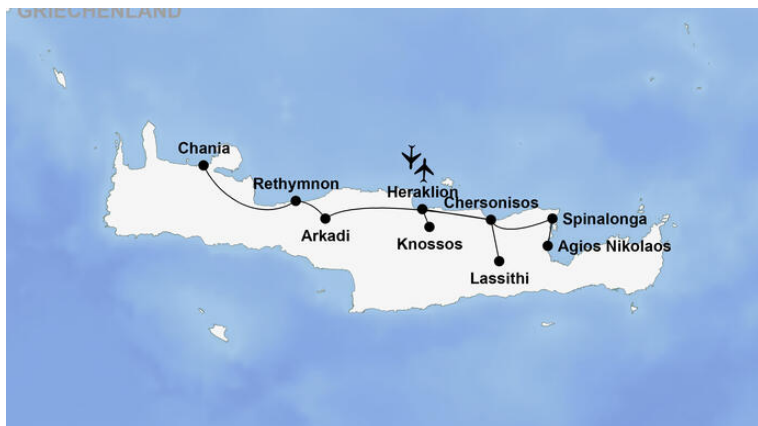 GRIECHENLAND
Chania
Rethymnon
Heraklion
Chersonisos
Spinalonga
Arkadi
Knossos
Agios Nikolaos
Lassithi